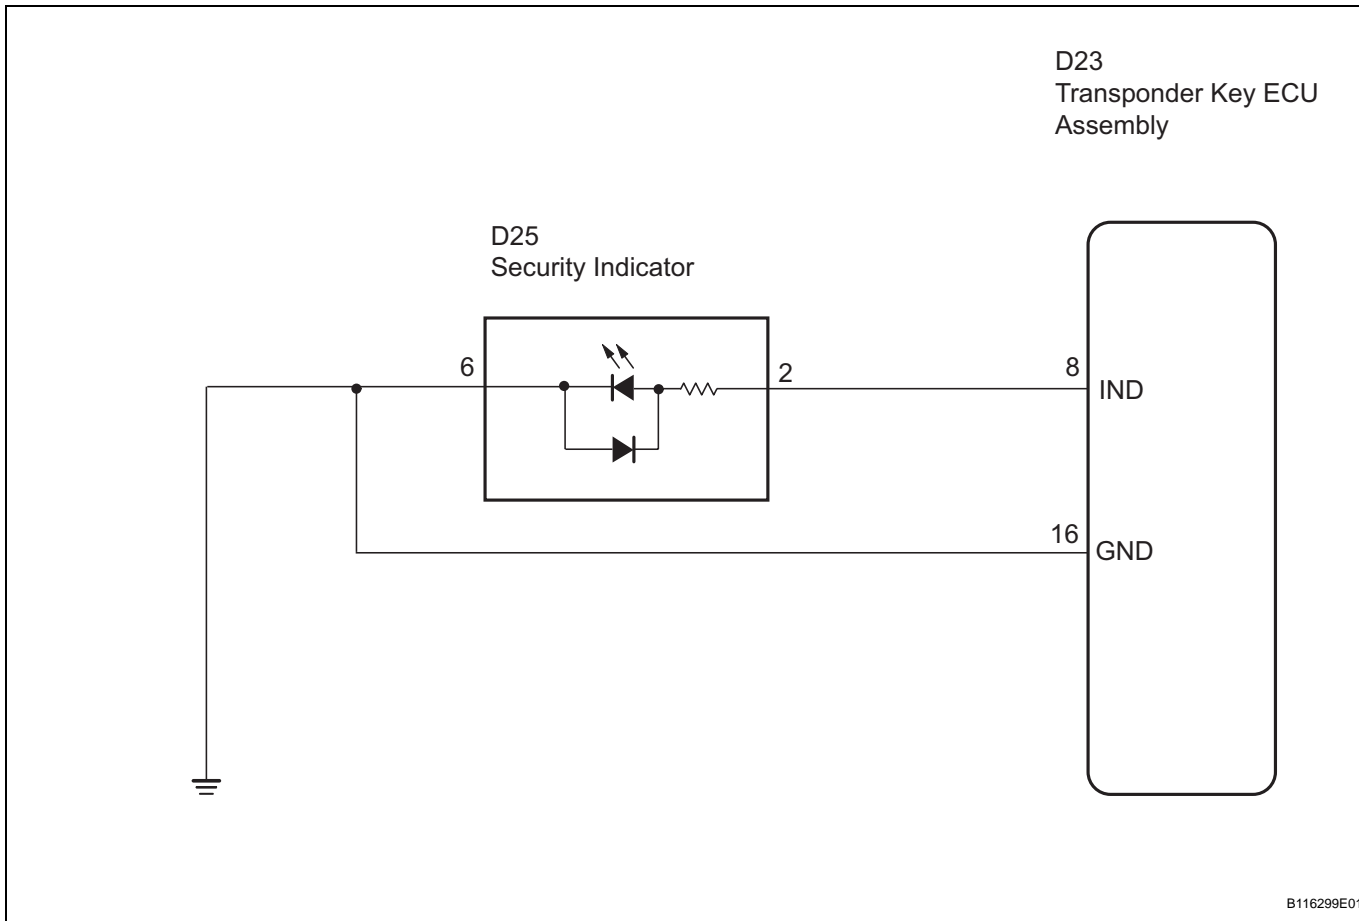 D23
Transponder Key ECU
Assembly
D25
Security Indicator
6
2
8
IND
16
GND
B116299E01